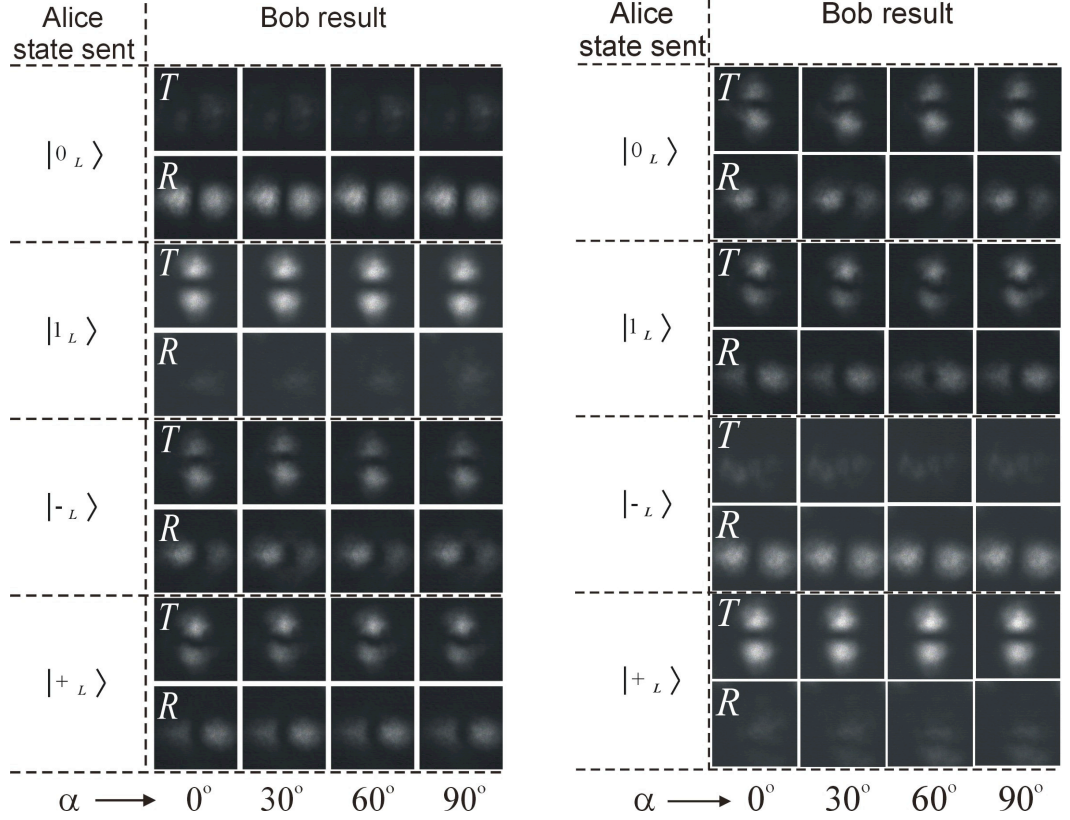 Alice
state sent
Bob result
|0 L⟩
T
R
|1 L⟩
T
R
|- L⟩
T
R
|+ L⟩
T
R
α → 0° 30° 60° 90°
Alice
state sent
Bob result
|0 L⟩
T
R
|1 L⟩
T
R
|- L⟩
T
R
|+ L⟩
T
R
α → 0° 30° 60° 90°